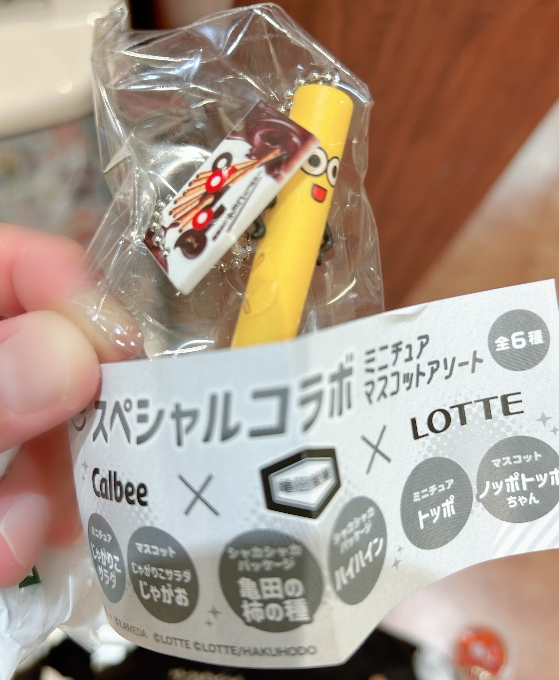 TOPPO
スペシャルコラボ
ミニチュア
マスコットアソート
全6種
Calbee × 亀田製菓 × LOTTE
ミニチュア
じゃがりこ
サラダ
マスコット
じゃがりこサラダ
じゃがお
シャカシャカ
パッケージ
亀田の
柿の種
シャカシャカ
パッケージ
ハイハイン
ミニチュア
トッポ
マスコット
ノッポトッポ
ちゃん
©KAMEDA ©LOTTE ©LOTTE/HAKUHODO